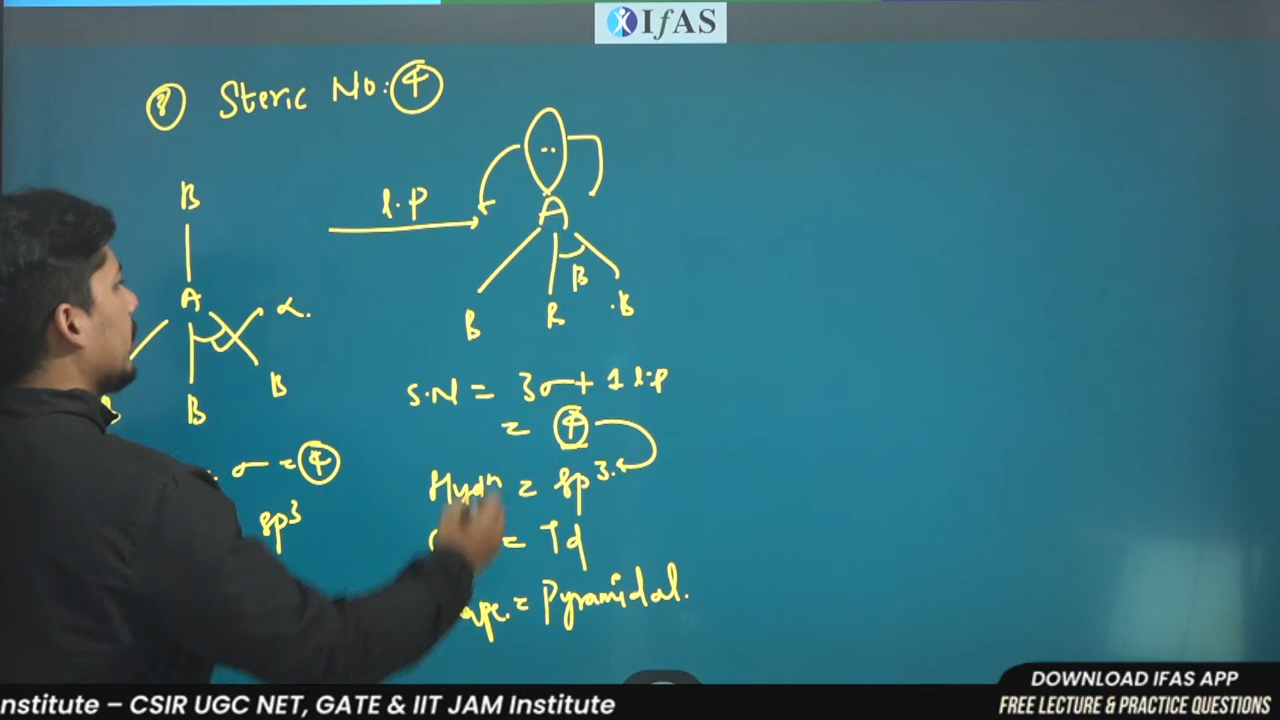 IfAS
Steric No: 4
B
l.p
A
B
A
α.
B
B
B
B
.B
B
S.N = 3σ + 1 l.p
= 4
σ = 4
Hydn = sp3.
sp3
= Td
= Pyramidal.
DOWNLOAD IFAS APP
FREE LECTURE & PRACTICE QUESTIONS
nstitute – CSIR UGC NET, GATE & IIT JAM Institute